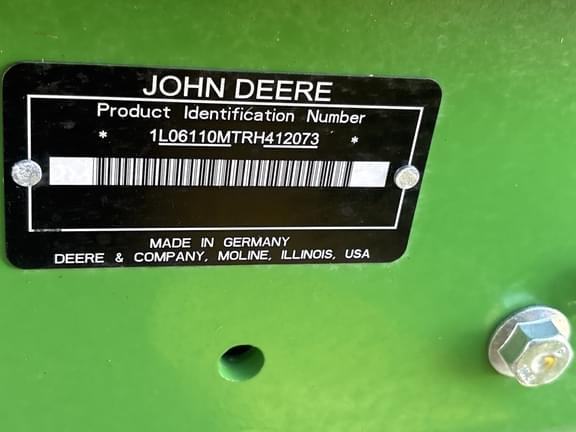 JOHN DEERE
Product Identification Number
* 1L06110MTRH412073 *
MADE IN GERMANY
DEERE & COMPANY, MOLINE, ILLINOIS, USA